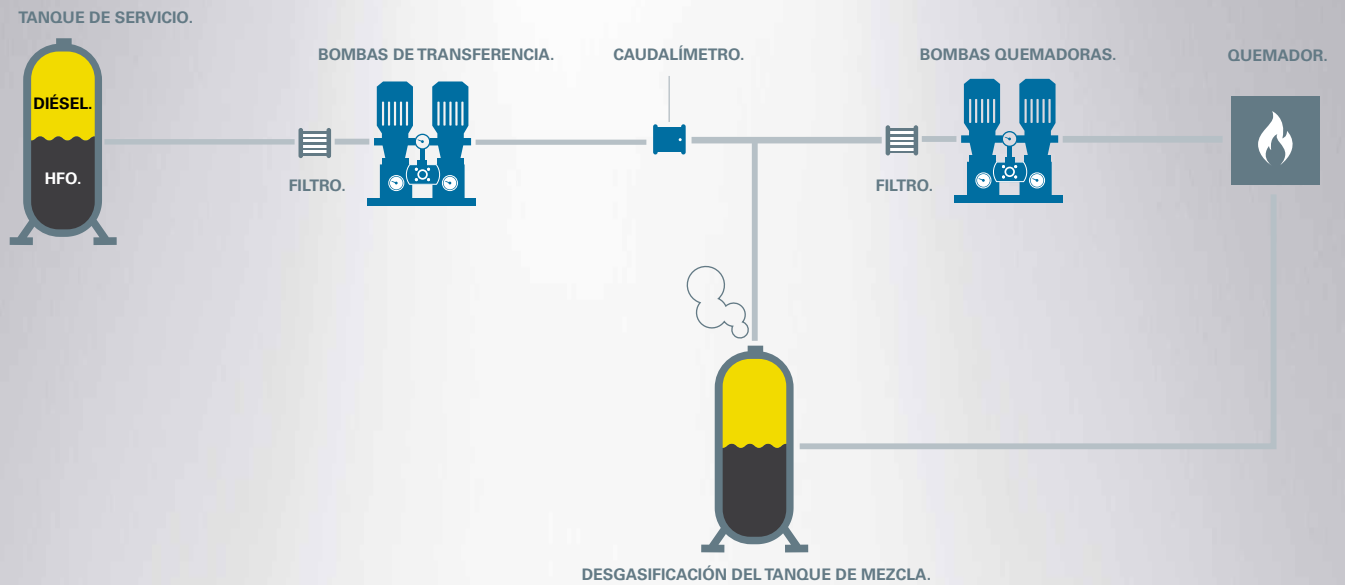 TANQUE DE SERVICIO.
BOMBAS DE TRANSFERENCIA.
CAUDALÍMETRO.
BOMBAS QUEMADORAS.
QUEMADOR.
DIÉSEL.
HFO.
FILTRO.
FILTRO.
DESGASIFICACIÓN DEL TANQUE DE MEZCLA.